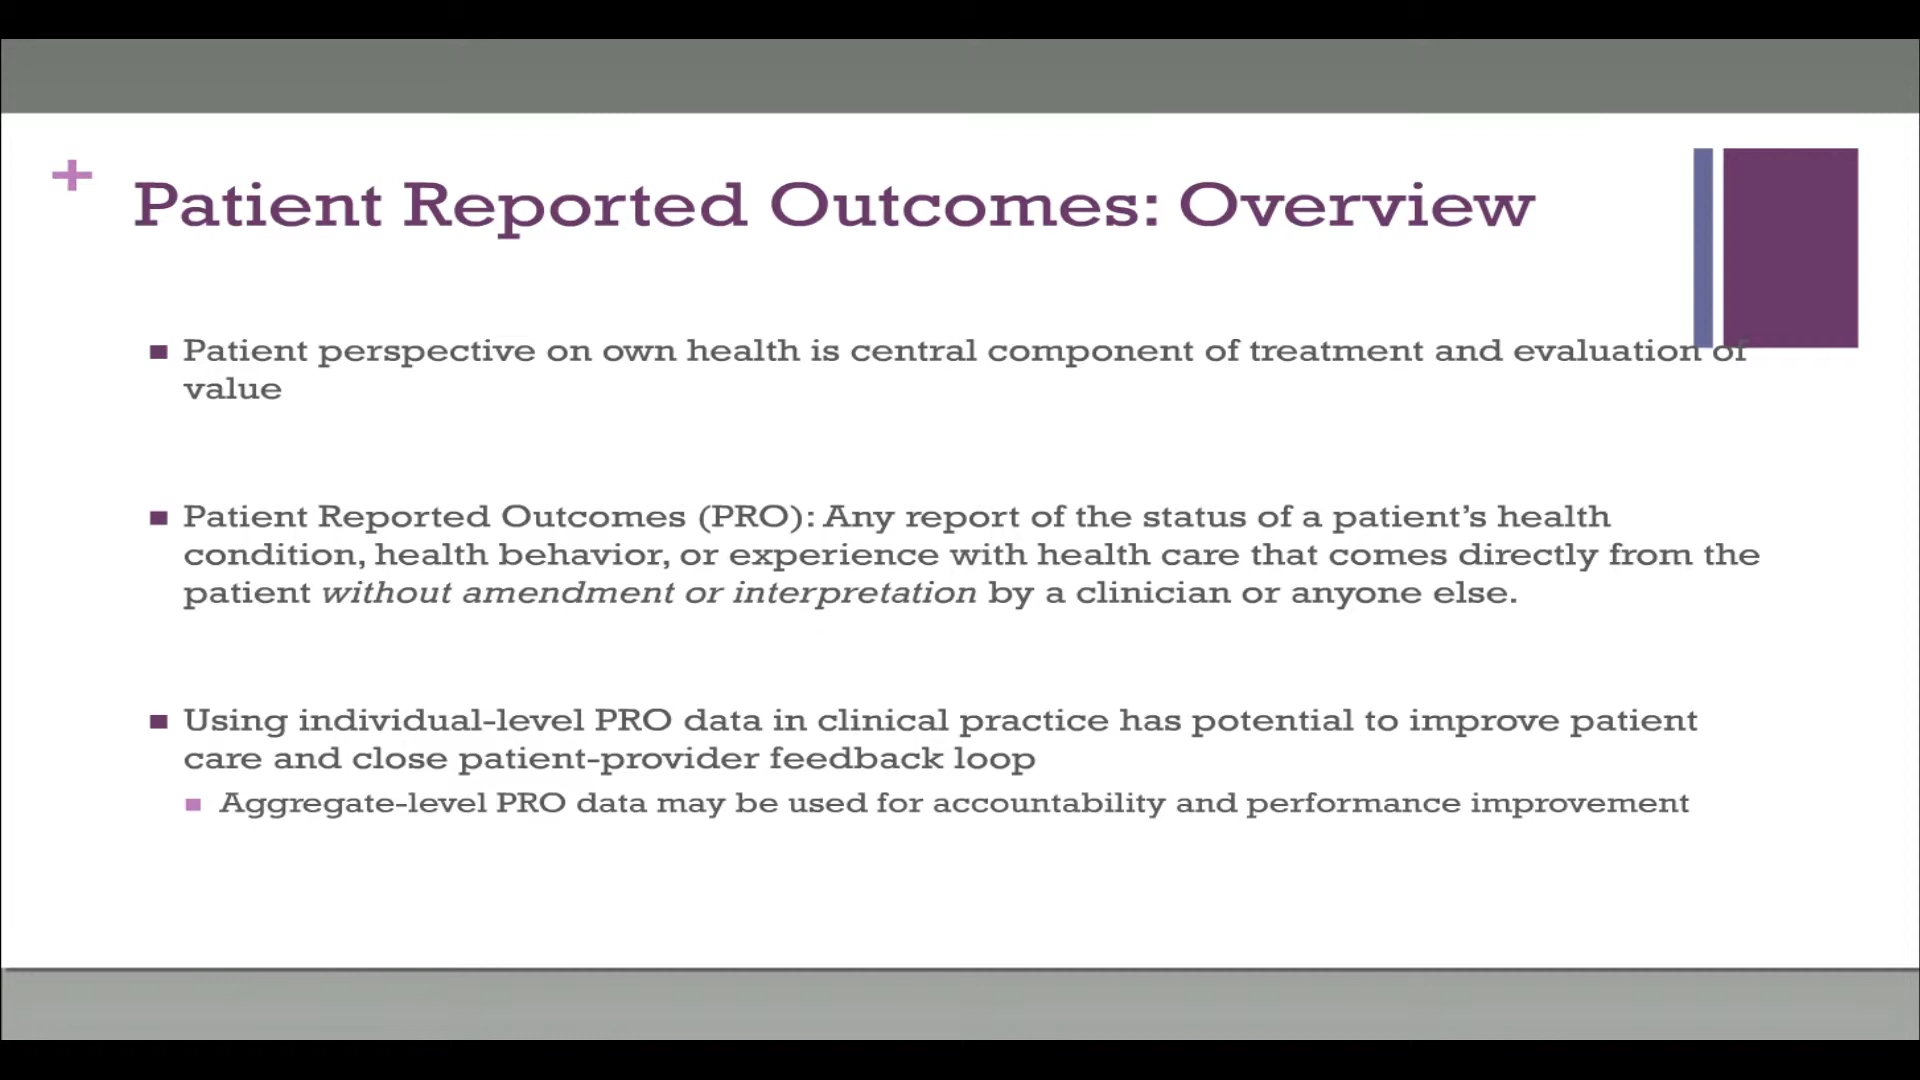 +
Patient Reported Outcomes: Overview
Patient perspective on own health is central component of treatment and evaluation of
value
Patient Reported Outcomes (PRO): Any report of the status of a patient’s health
condition, health behavior, or experience with health care that comes directly from the
patient without amendment or interpretation by a clinician or anyone else.
Using individual-level PRO data in clinical practice has potential to improve patient
care and close patient-provider feedback loop
Aggregate-level PRO data may be used for accountability and performance improvement